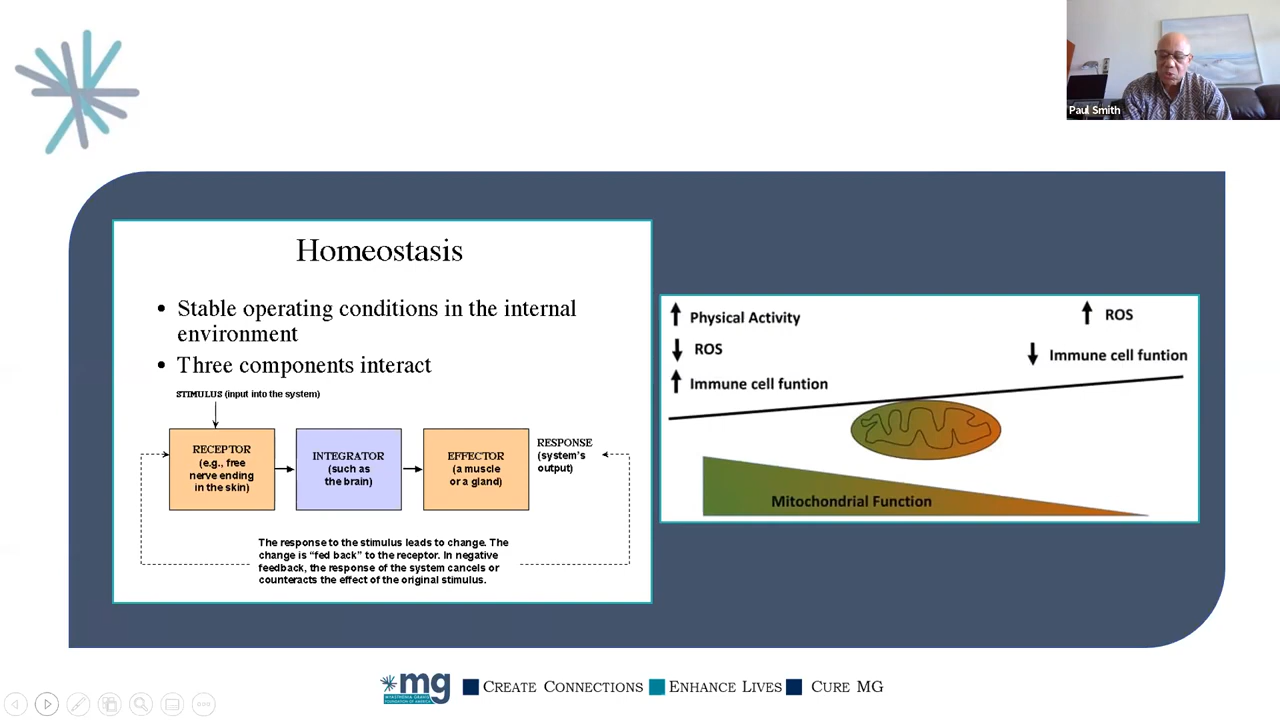 Paul Smith
Homeostasis
• Stable operating conditions in the internal
environment
• Three components interact
STIMULUS (input into the system)
RECEPTOR
(e.g., free
nerve ending
in the skin)
INTEGRATOR
(such as
the brain)
EFFECTOR
(a muscle
or a gland)
RESPONSE
(system's
output)
The response to the stimulus leads to change. The
change is “fed back” to the receptor. In negative
feedback, the response of the system cancels or
counteracts the effect of the original stimulus.
Physical Activity
ROS
Immune cell funtion
ROS
Immune cell funtion
Mitochondrial Function
mg
MYASTHENIA GRAVIS
FOUNDATION OF AMERICA
CREATE CONNECTIONS
ENHANCE LIVES
CURE MG